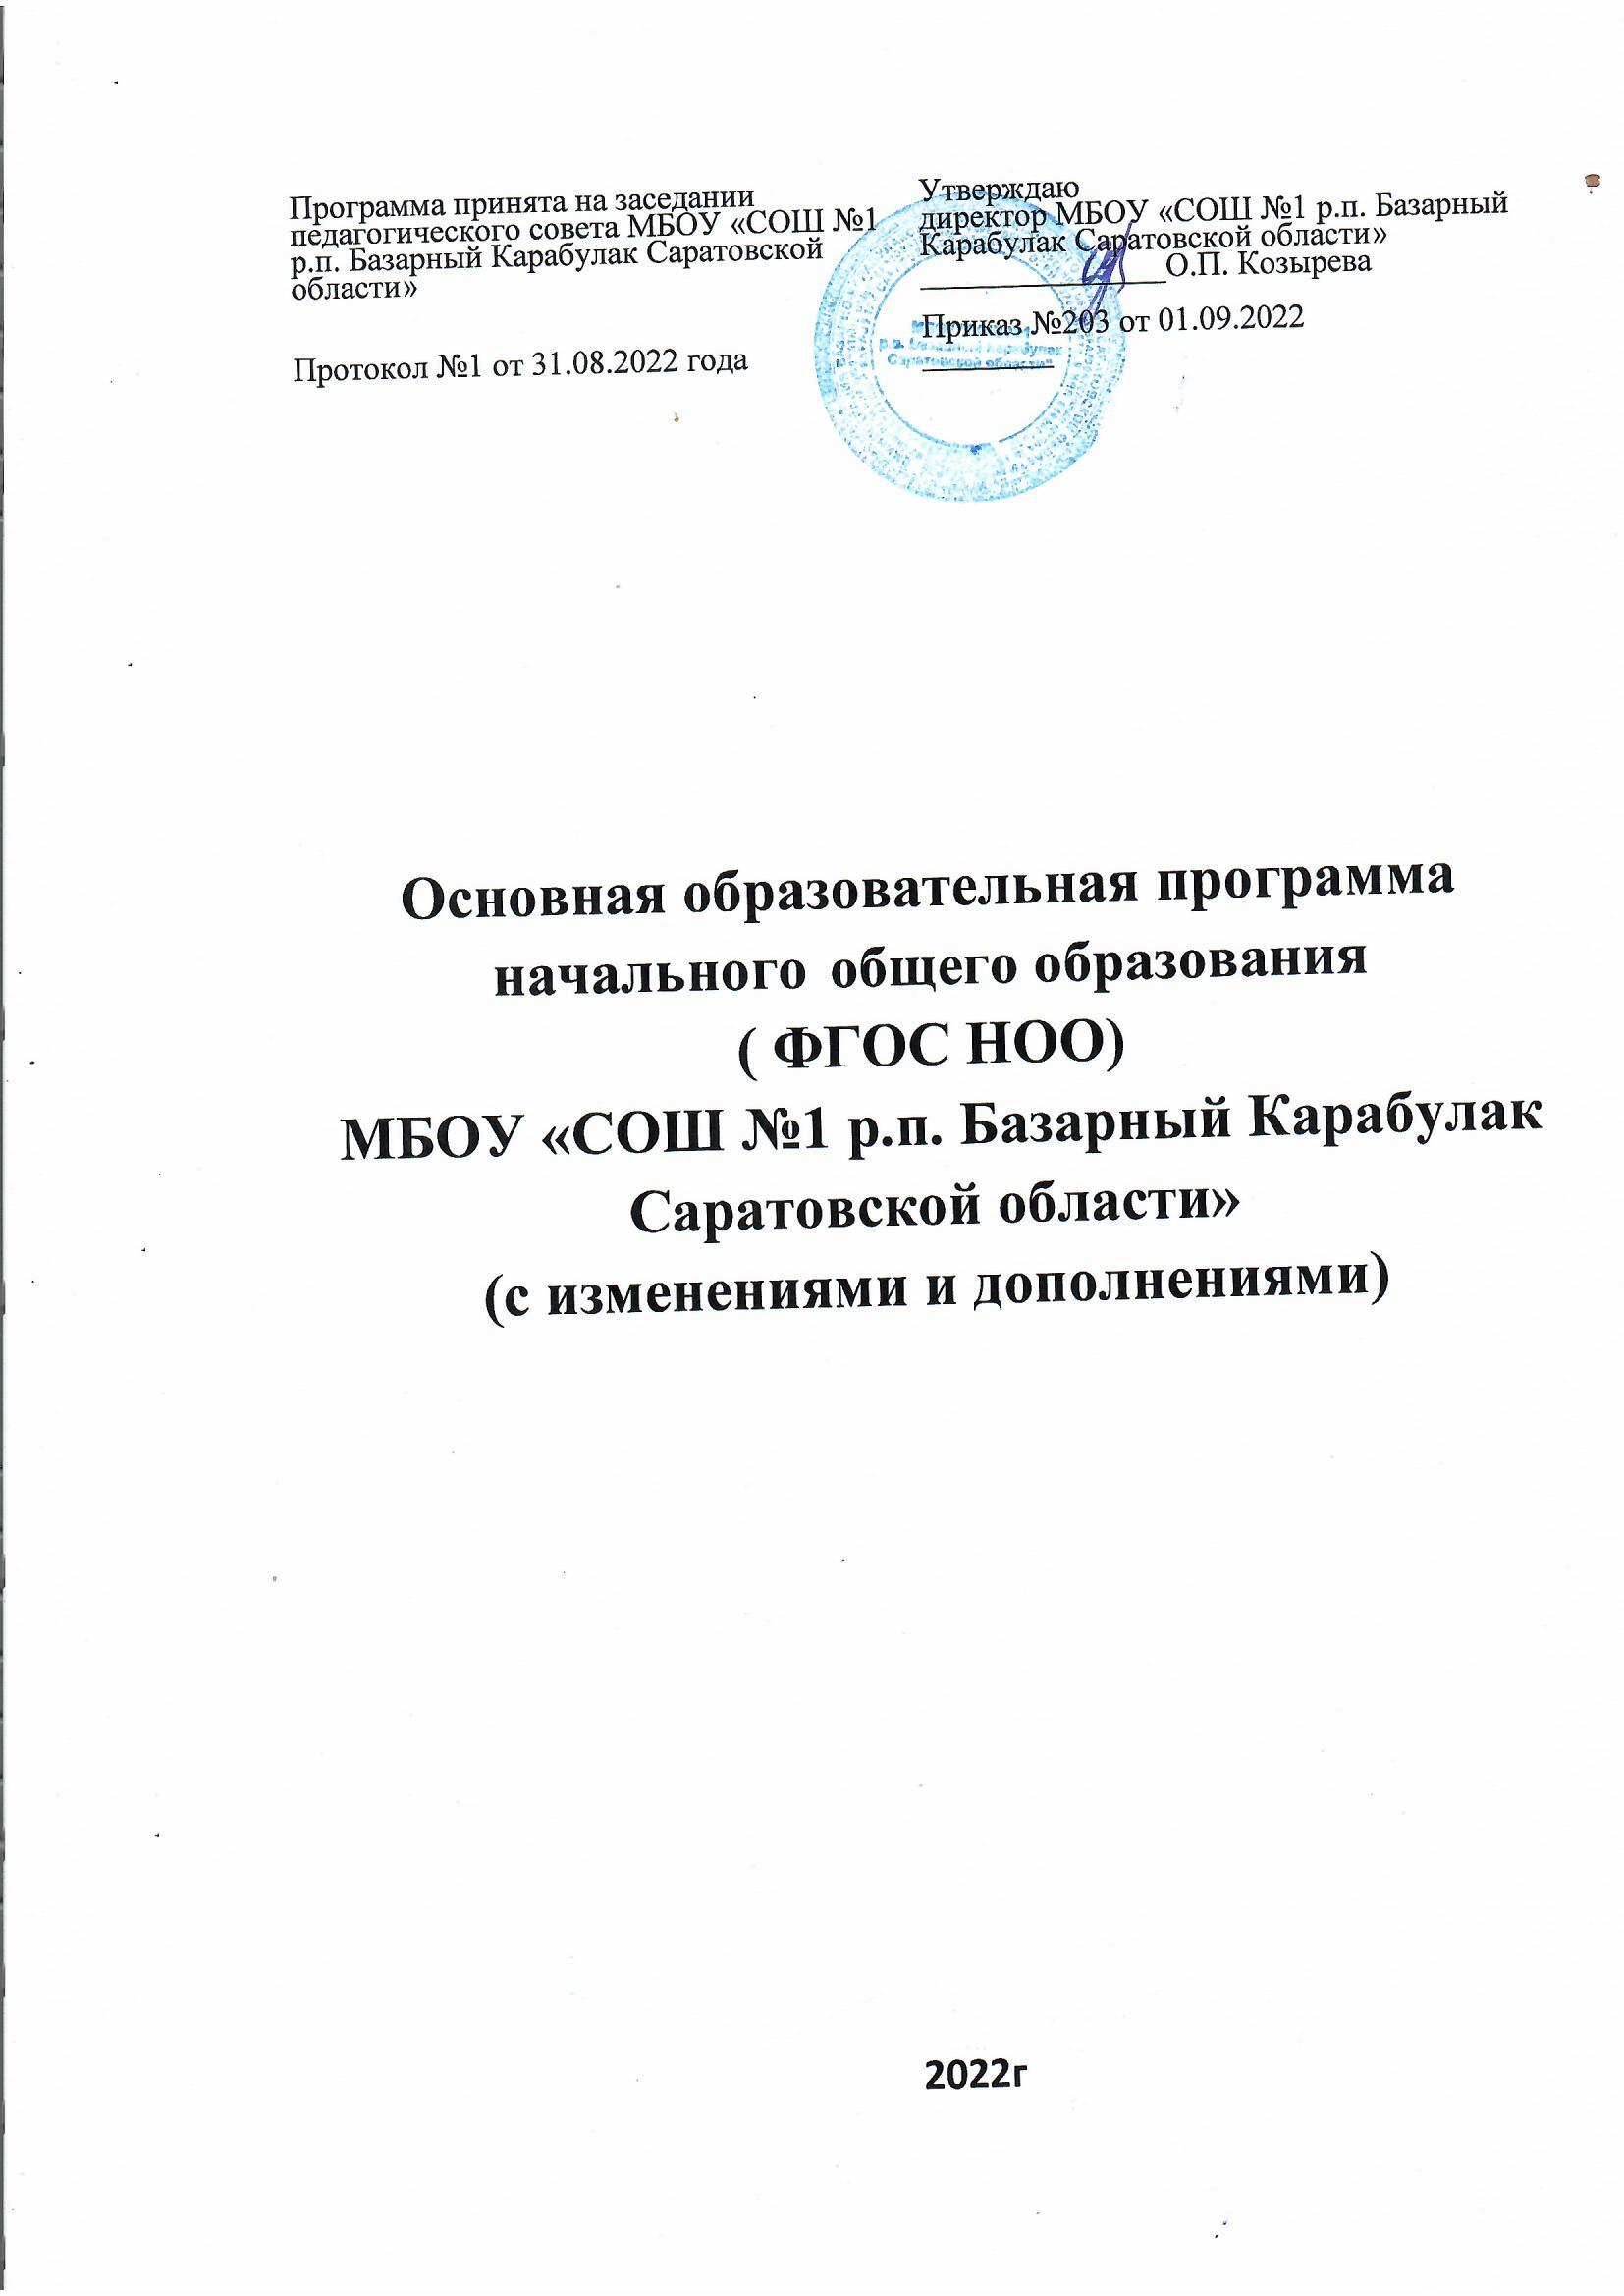 Программа принята на заседании
педагогического совета МБОУ «СОШ №1
р.п. Базарный Карабулак Саратовской
области»
Протокол №1 от 31.08.2022 года
Утверждаю
директор МБОУ «СОШ №1 р.п. Базарный
Карабулак Саратовской области»
О.П. Козырева
Приказ №203 от 01.09.2022
Саратовской области"
Основная образовательная программа
начального общего образования
( ФГОС НОО)
МБОУ «СОШ №1 р.п. Базарный Карабулак
Саратовской области»
(с изменениями и дополнениями)
2022г